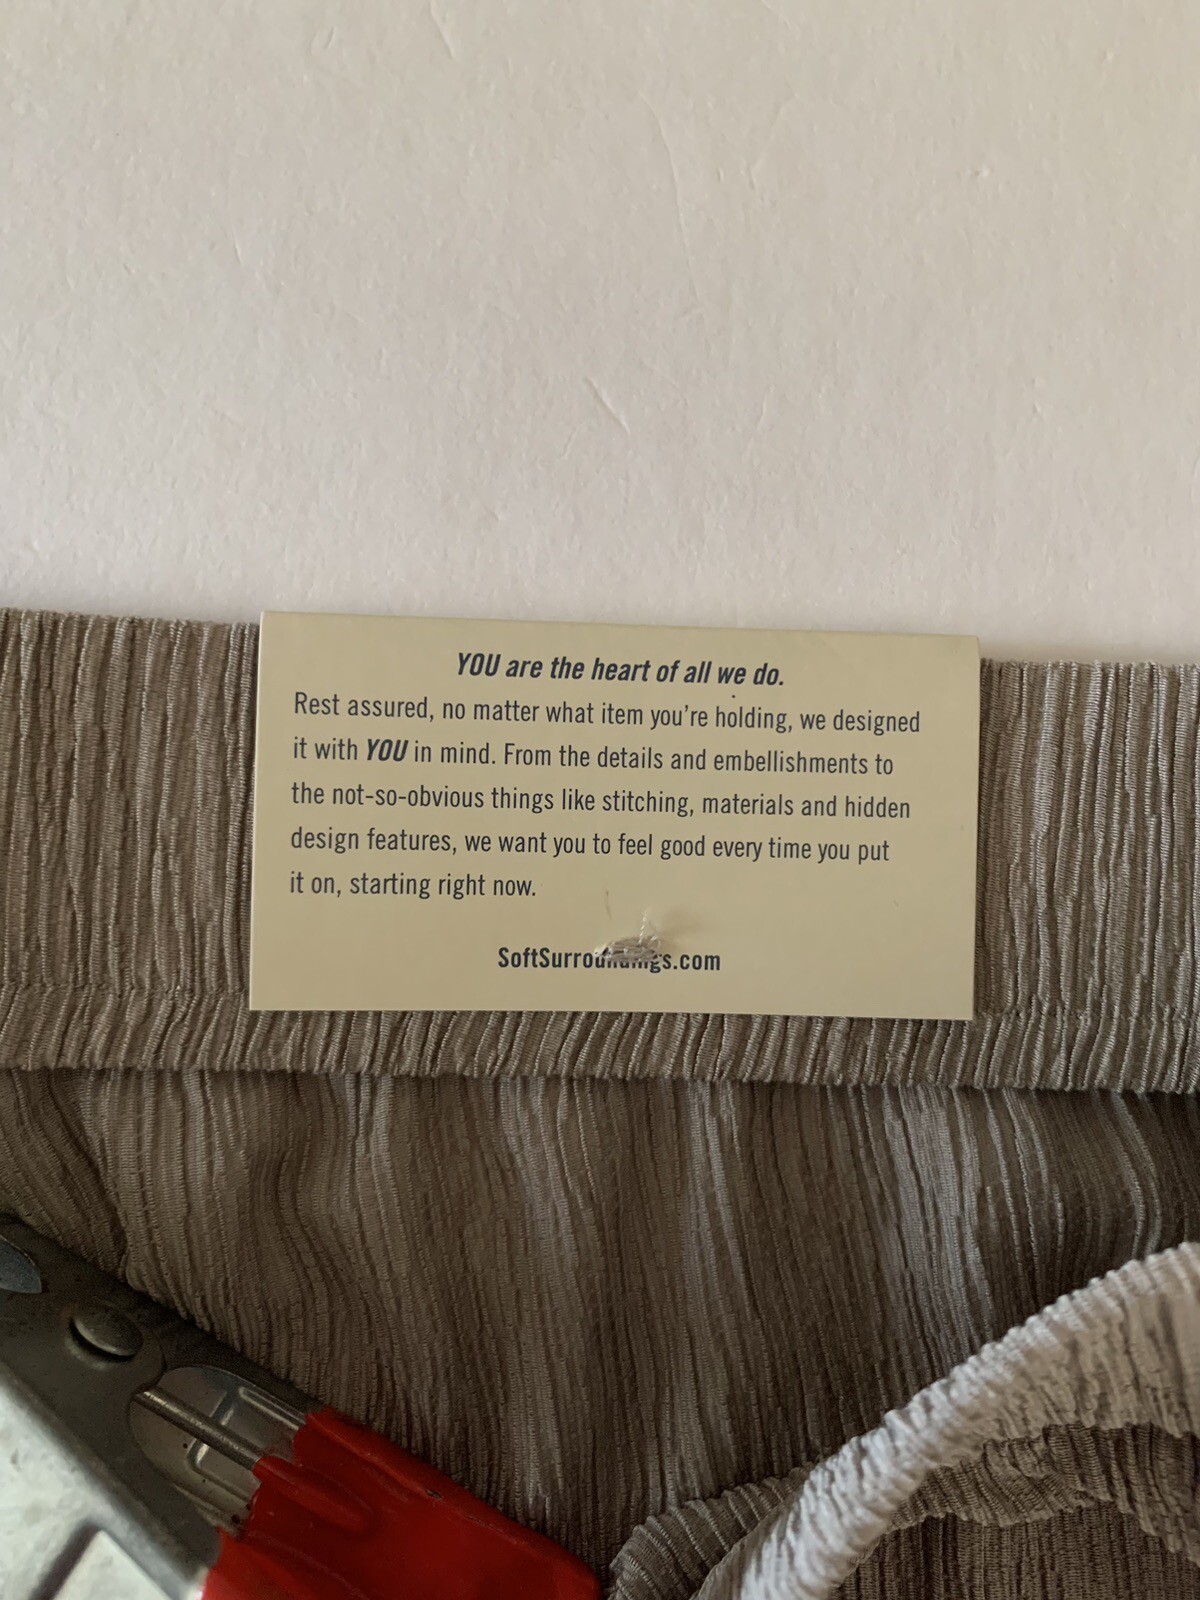 YOU are the heart of all we do.
Rest assured, no matter what item you're holding, we designed
it with YOU in mind. From the details and embellishments to
the not-so-obvious things like stitching, materials and hidden
design features, we want you to feel good every time you put
it on, starting right now.
SoftSurroundings.com